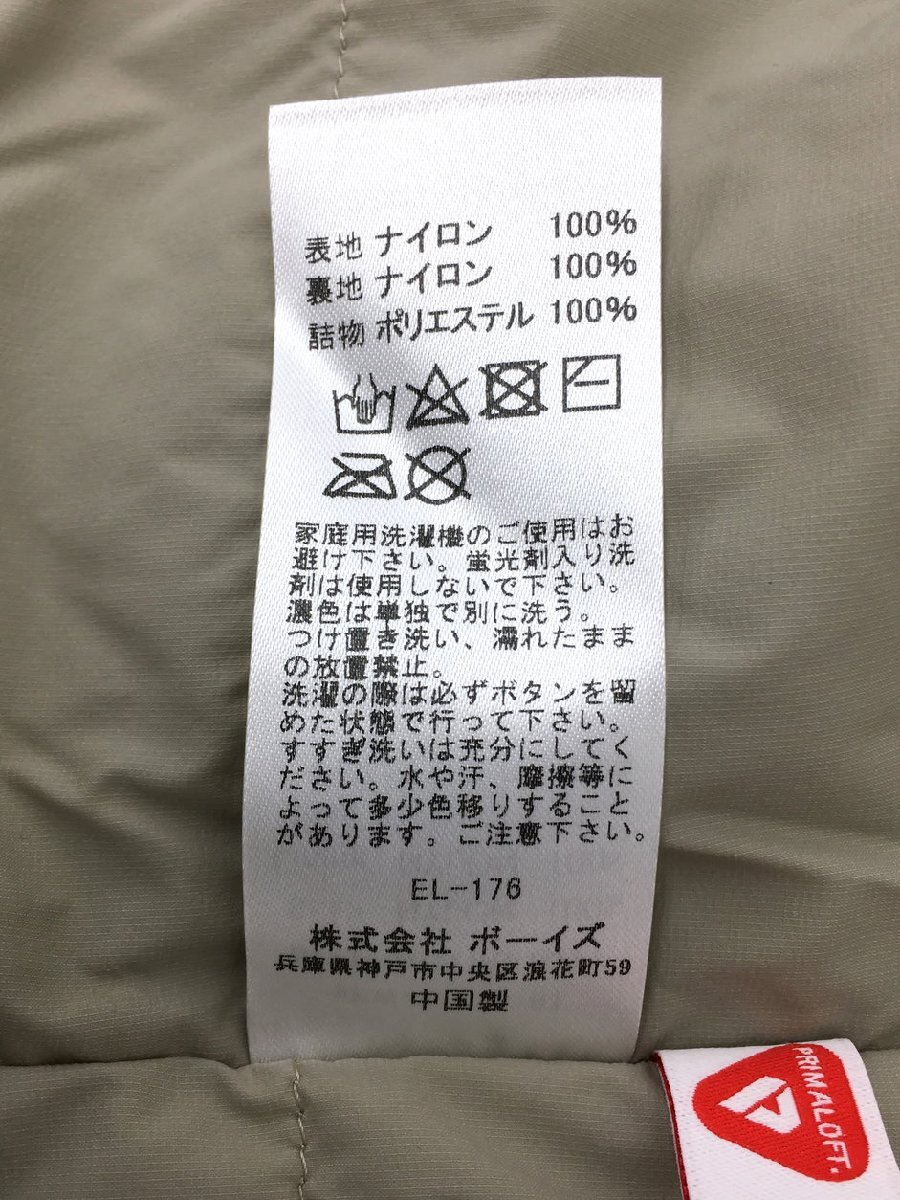 表地 ナイロン 100%
裏地 ナイロン 100%
詰物 ポリエステル 100%
家庭用洗濯機のご使用はお
避け下さい。蛍光剤入り洗
剤は使用しないで下さい。
濃色は単独で別に洗う。
つけ置き洗い、濡れたまま
の放置禁止。
洗濯の際は必ずボタンを留
めた状態で行って下さい。
すすぎ洗いは充分にしてく
ださい。水や汗、摩擦等に
よって多少色移りすること
があります。ご注意下さい。
EL-176
株式会社 ボーイズ
兵庫県神戸市中央区浪花町59
中国製
PRIMALOFT.